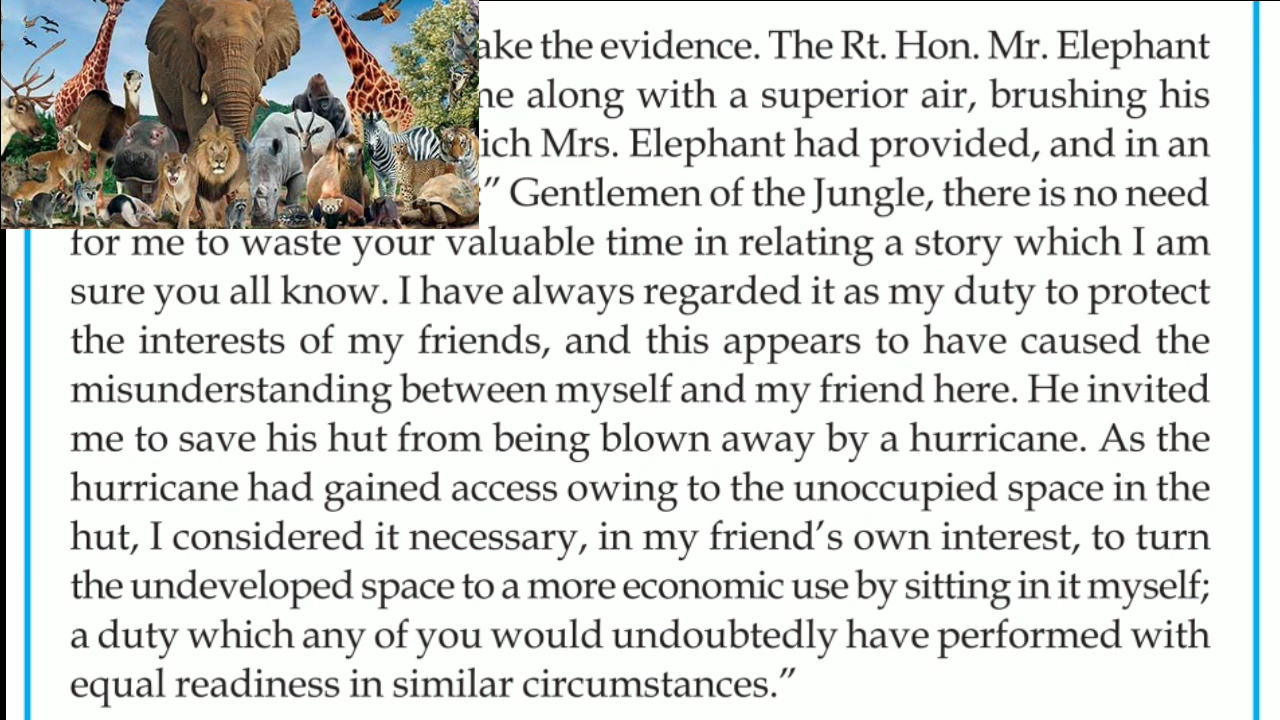 the evidence. The Rt. Hon. Mr. Elephant
along with a superior air, brushing his
Mrs. Elephant had provided, and in an
” Gentlemen of the Jungle, there is no need
for me to waste your valuable time in relating a story which I am
sure you all know. I have always regarded it as my duty to protect
the interests of my friends, and this appears to have caused the
misunderstanding between myself and my friend here. He invited
me to save his hut from being blown away by a hurricane. As the
hurricane had gained access owing to the unoccupied space in the
hut, I considered it necessary, in my friend’s own interest, to turn
the undeveloped space to a more economic use by sitting in it myself;
a duty which any of you would undoubtedly have performed with
equal readiness in similar circumstances.”